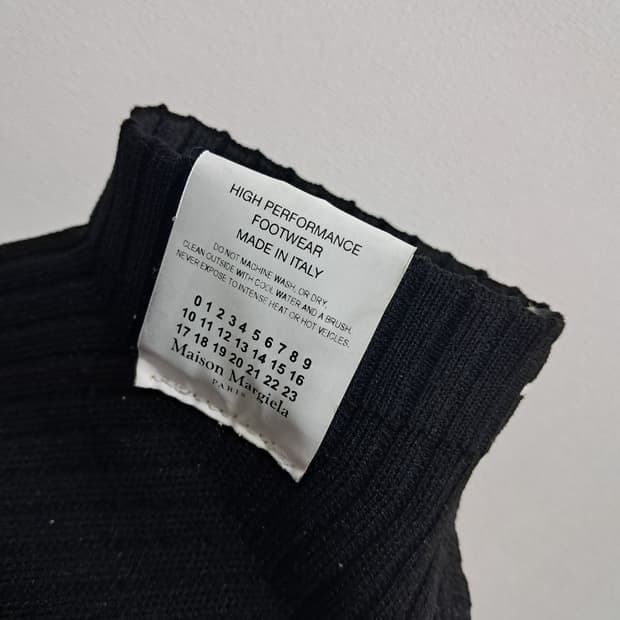 HIGH PERFORMANCE
FOOTWEAR
MADE IN ITALY
DO NOT MACHINE WASH, OR DRY,
CLEAN OUTSIDE WITH COOL WATER AND A BRUSH.
NEVER EXPOSE TO INTENSE HEAT OR HOT VEICLES.
0 1 2 3 4 5 6 7 8 9
10 11 12 13 14 15 16
17 18 19 20 21 22 23
Maison Margiela
PARIS